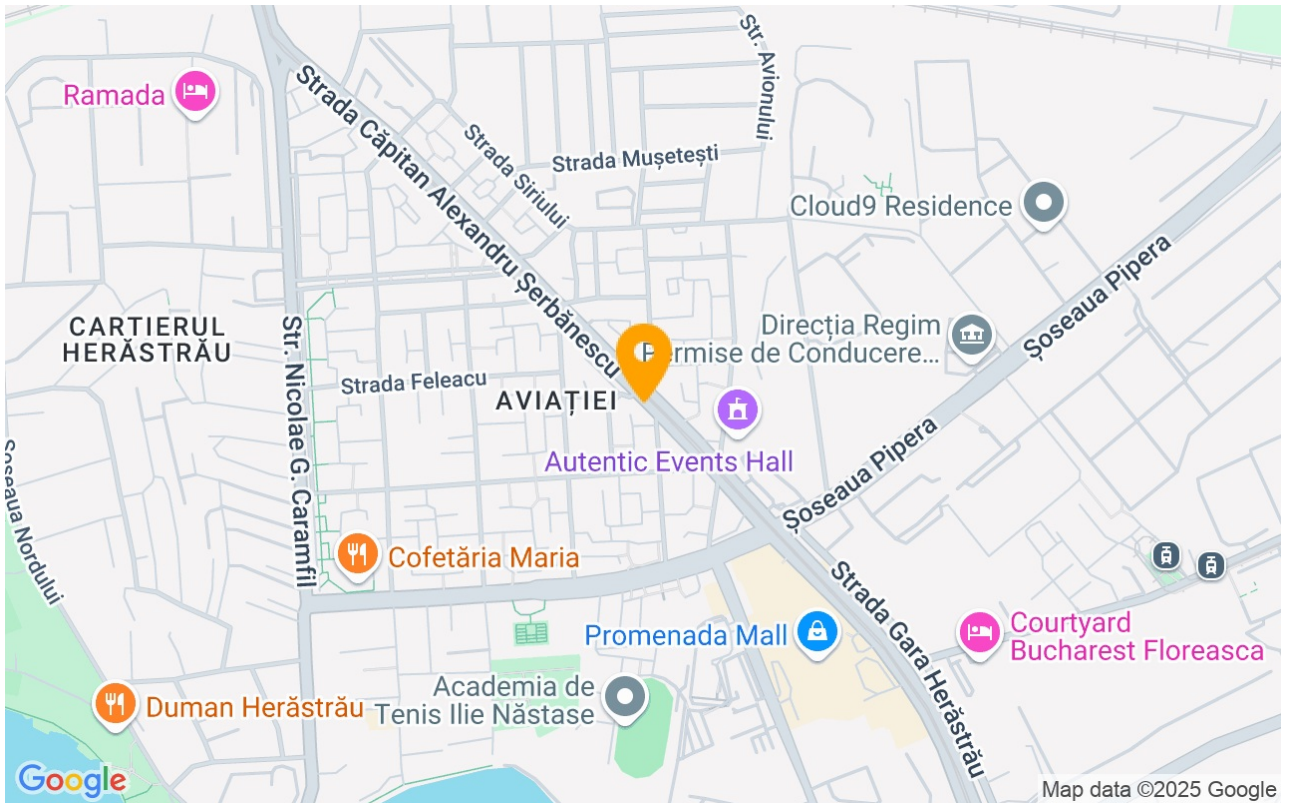 Str. Avionului
Ramada
Strada Căpitan Alexandru Șerbănescu
Strada Siriului
Strada Mușetești
Cloud9 Residence
Șoseaua Pipera
CARTIERUL
HERĂSTRĂU
Str. Nicolae G. Caramfil
Direcția Regim
Permise de Conducere...
Strada Feleacu
AVIAȚIEI
Autentic Events Hall
Șoseaua Pipera
Șoseaua Nordului
Cofetăria Maria
Strada Gara Herăstrău
Promenada Mall
Courtyard
Bucharest Floreasca
Academia de
Tenis Ilie Năstase
Duman Herăstrău
Google
Map data ©2025 Google